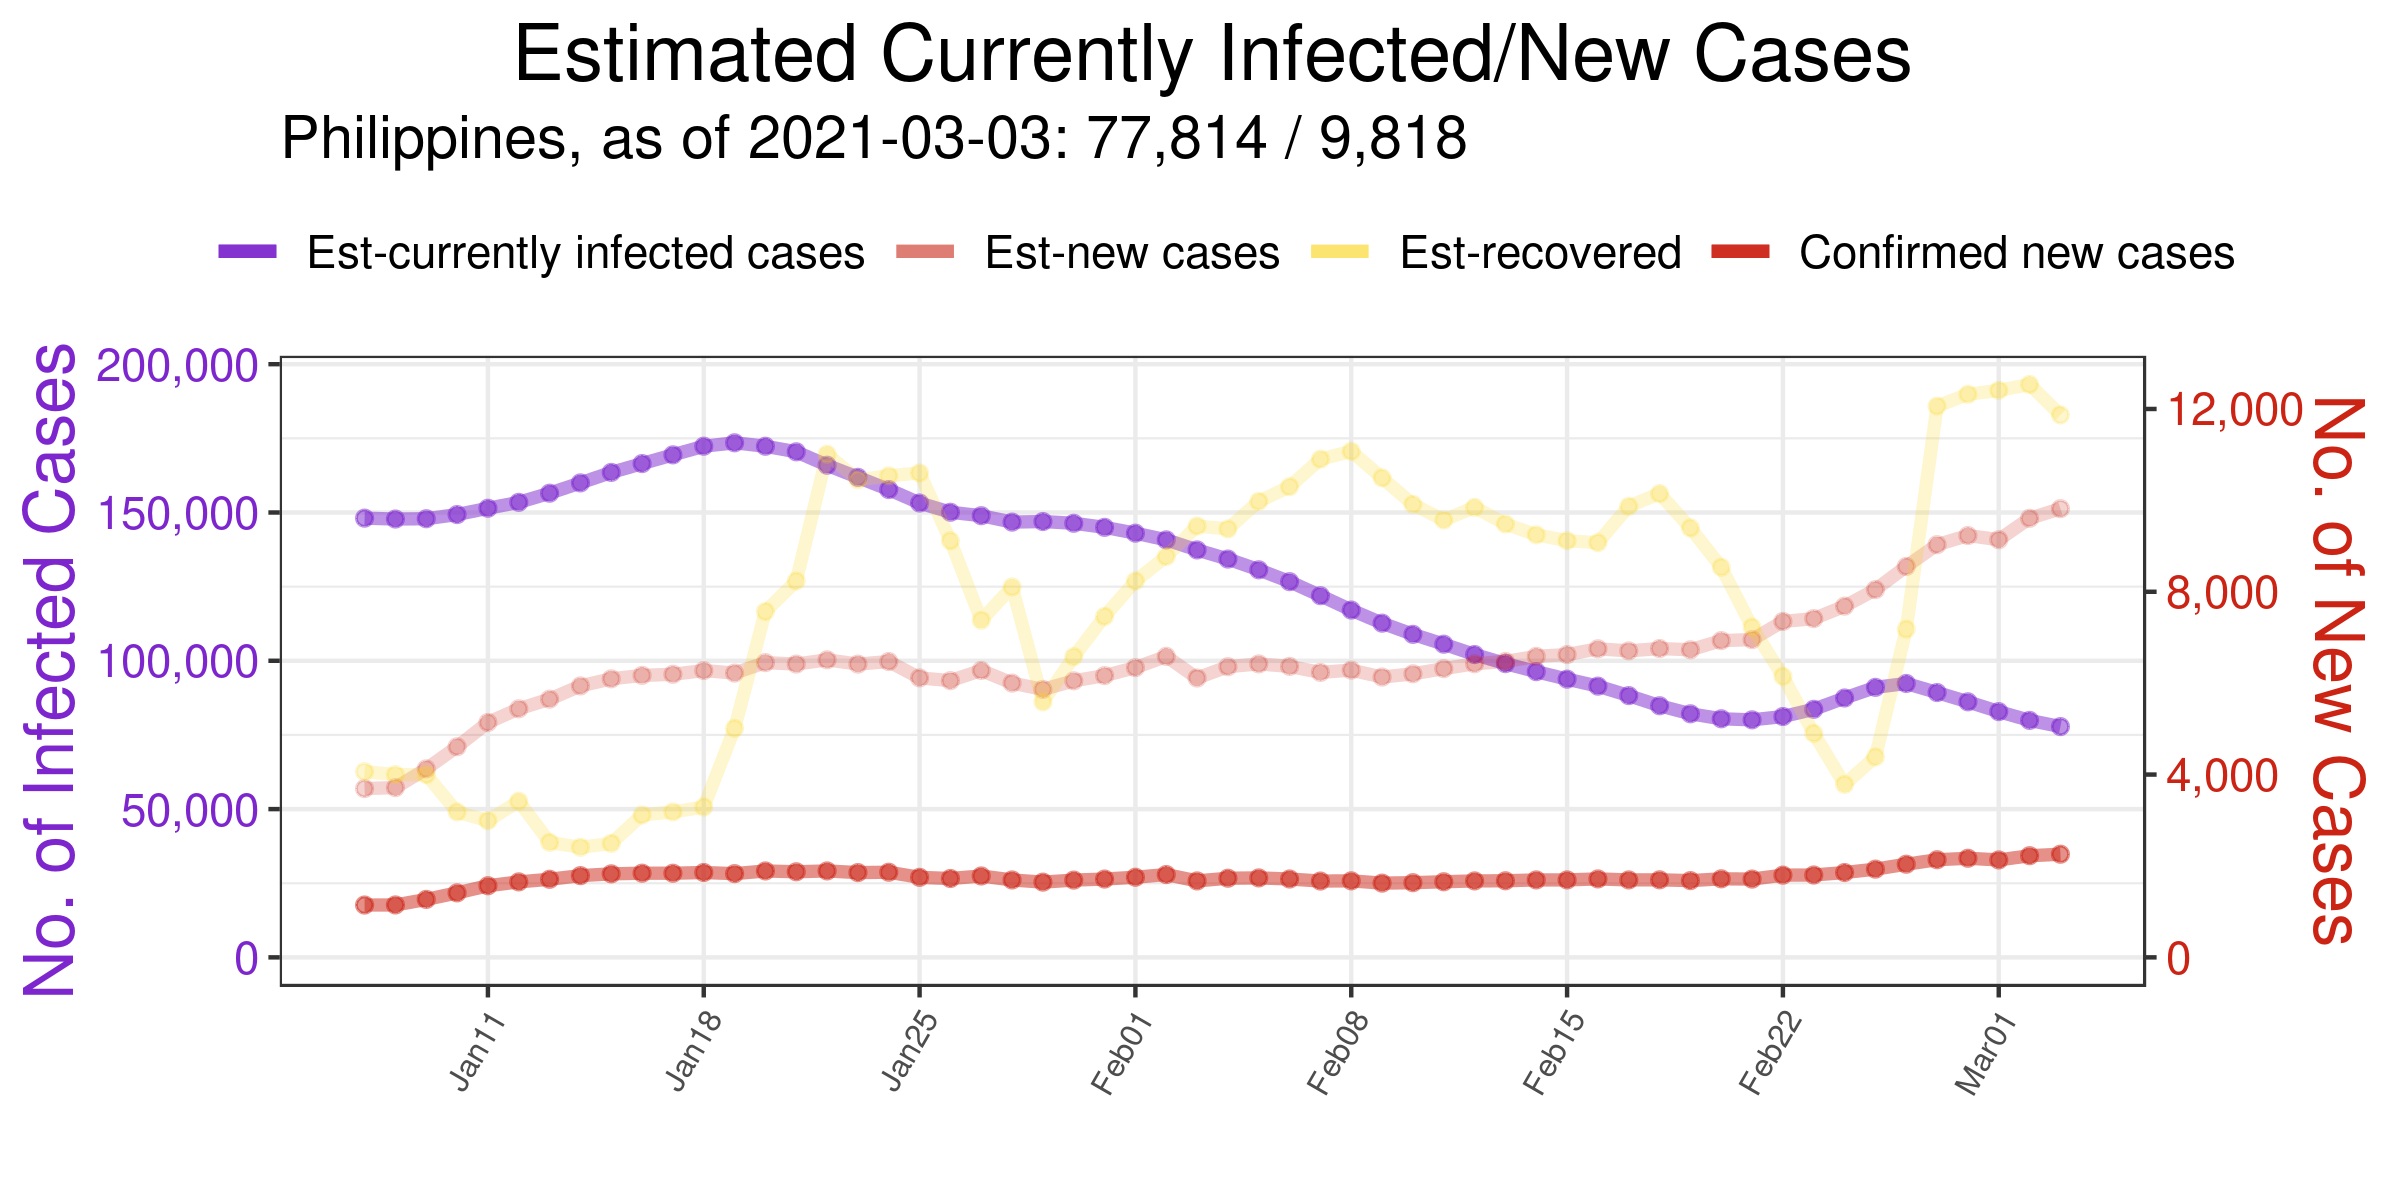 Estimated Currently Infected/New Cases
Philippines, as of 2021-03-03: 77,814 / 9,818
Est-currently infected cases Est-new cases Est-recovered Confirmed new cases
No. of Infected Cases
200,000
150,000
100,000
50,000
0
12,000
8,000
4,000
0
No. of New Cases
Jan11 Jan18 Jan25 Feb01 Feb08 Feb15 Feb22 Mar01